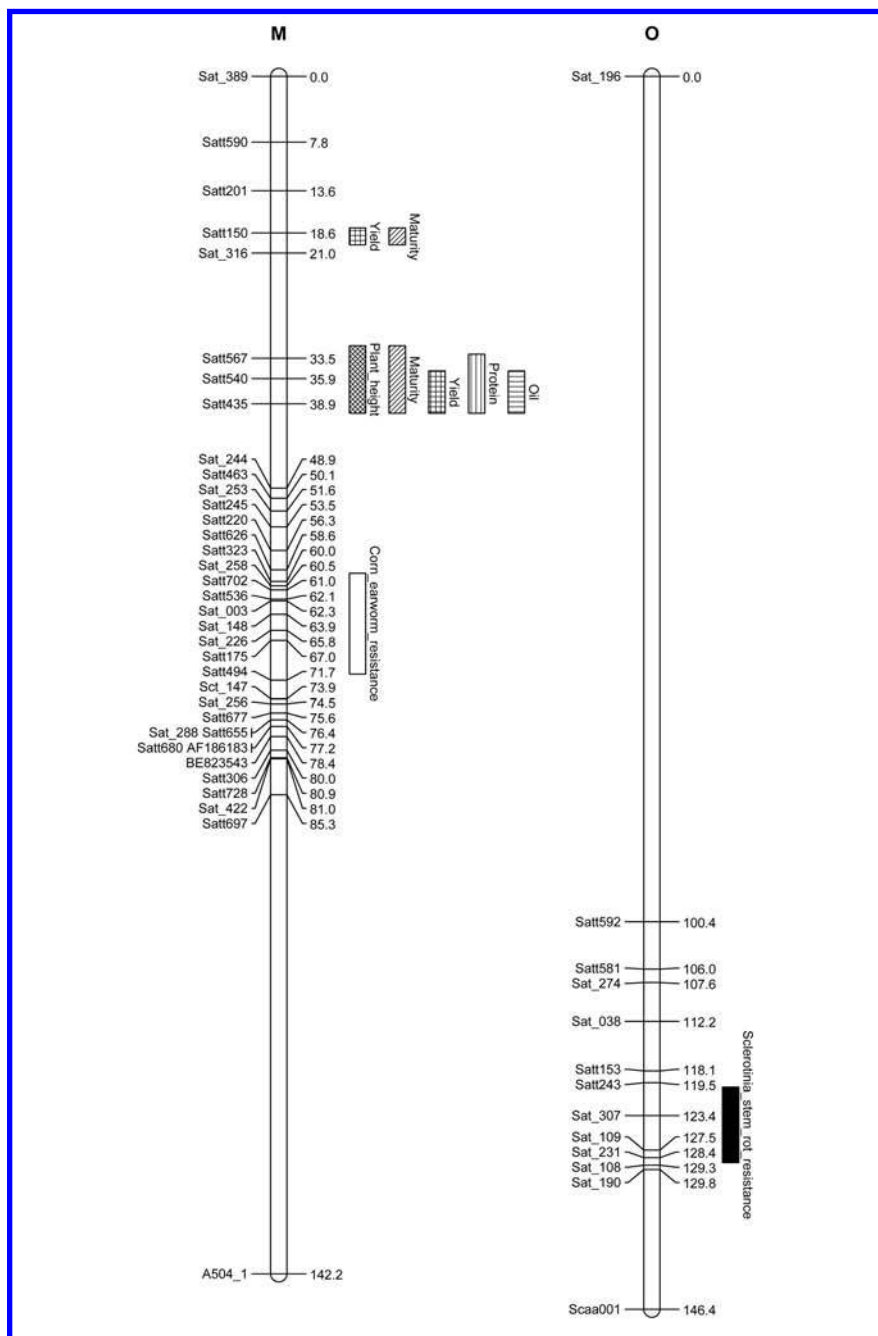 M
Sat_389 0.0
Satt590 7.8
Satt201 13.6
Satt150 18.6
Sat_316 21.0
Yield
Maturity
Satt567 33.5
Satt540 35.9
Satt435 38.9
Plant_height
Maturity
Yield
Protein
Oil
Sat_244 48.9
Satt463 50.1
Sat_253 51.6
Satt245 53.5
Satt220 56.3
Satt626 58.6
Satt323 60.0
Sat_258 60.5
Satt702 61.0
Satt536 62.1
Sat_003 62.3
Sat_148 63.9
Sat_226 65.8
Satt175 67.0
Satt494 71.7
Sct_147 73.9
Sat_256 74.5
Satt677 75.6
Sat_288 Satt655 76.4
Satt680 AF186183 77.2
BE823543 78.4
Satt306 80.0
Satt728 80.9
Sat_422 81.0
Satt697 85.3
Corn_earworm_resistance
A504_1 142.2
O
Sat_196 0.0
Satt592 100.4
Satt581 106.0
Sat_274 107.6
Sat_038 112.2
Satt153 118.1
Satt243 119.5
Sat_307 123.4
Sat_109 127.5
Sat_231 128.4
Sat_108 129.3
Sat_190 129.8
Sclerotinia_stem_rot_resistance
Scaa001 146.4